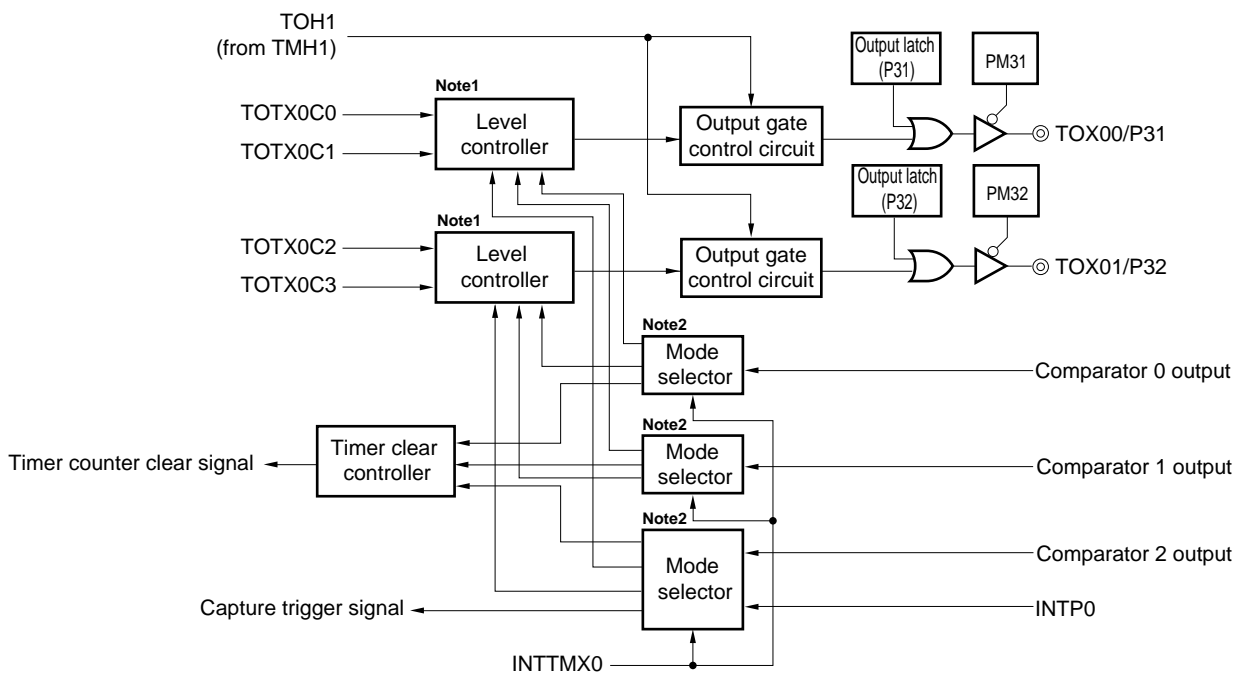 TOH1
(from TMH1)
Output latch
(P31)
PM31
Note1
TOTX0C0
TOTX0C1
Level
controller
Output gate
control circuit
TOX00/P31
Output latch
(P32)
PM32
Note1
TOTX0C2
TOTX0C3
Level
controller
Output gate
control circuit
TOX01/P32
Note2
Mode
selector
Comparator 0 output
Note2
Timer counter clear signal
Timer clear
controller
Mode
selector
Comparator 1 output
Note2
Mode
selector
Comparator 2 output
Capture trigger signal
INTP0
INTTMX0